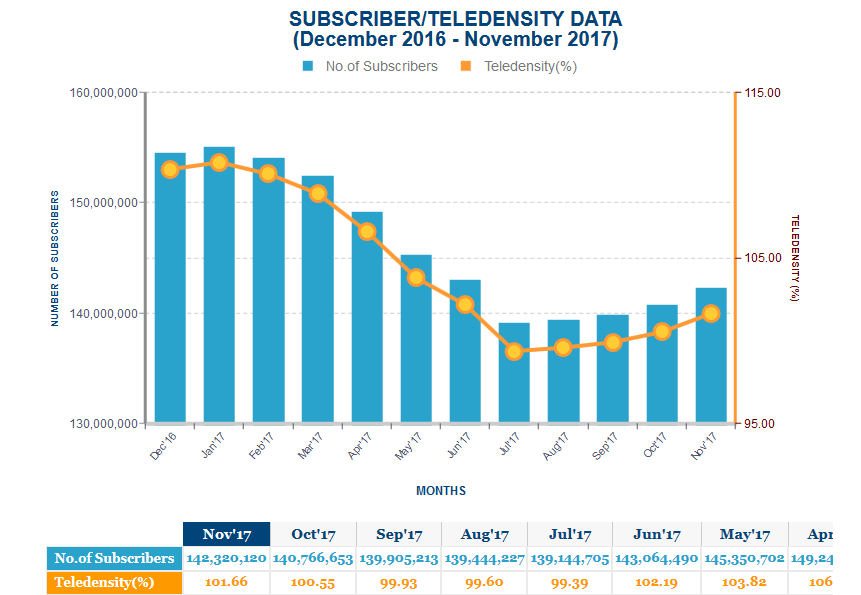 SUBSCRIBER/TELEDENSITY DATA
(December 2016 - November 2017)
No.of Subscribers Teledensity(%)
160,000,000
150,000,000
140,000,000
130,000,000
NUMBER OF SUBSCRIBERS
115.00
105.00
95.00
TELEDENSITY (%)
Dec'16 Jan'17 Feb'17 Mar'17 Apr'17 May'17 Jun'17 Jul'17 Aug'17 Sep'17 Oct'17 Nov'17
MONTHS
Nov'17 Oct'17 Sep'17 Aug'17 Jul'17 Jun'17 May'17 Apr
No.of Subscribers 142,320,120 140,766,653 139,905,213 139,444,227 139,144,705 143,064,490 145,350,702 149,24
Teledensity(%) 101.66 100.55 99.93 99.60 99.39 102.19 103.82 106